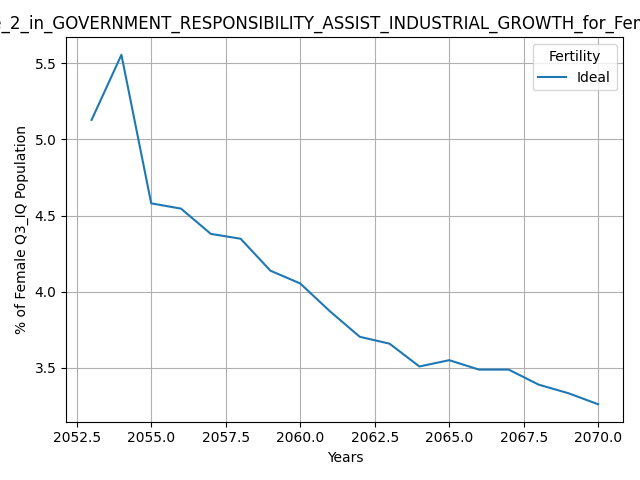 _2_in_GOVERNMENT_RESPONSIBILITY_ASSIST_INDUSTRIAL_GROWTH_for_Fem
Fertility
Ideal
% of Female Q3_IQ Population
5.5
5.0
4.5
4.0
3.5
2052.5 2055.0 2057.5 2060.0 2062.5 2065.0 2067.5 2070.0
Years